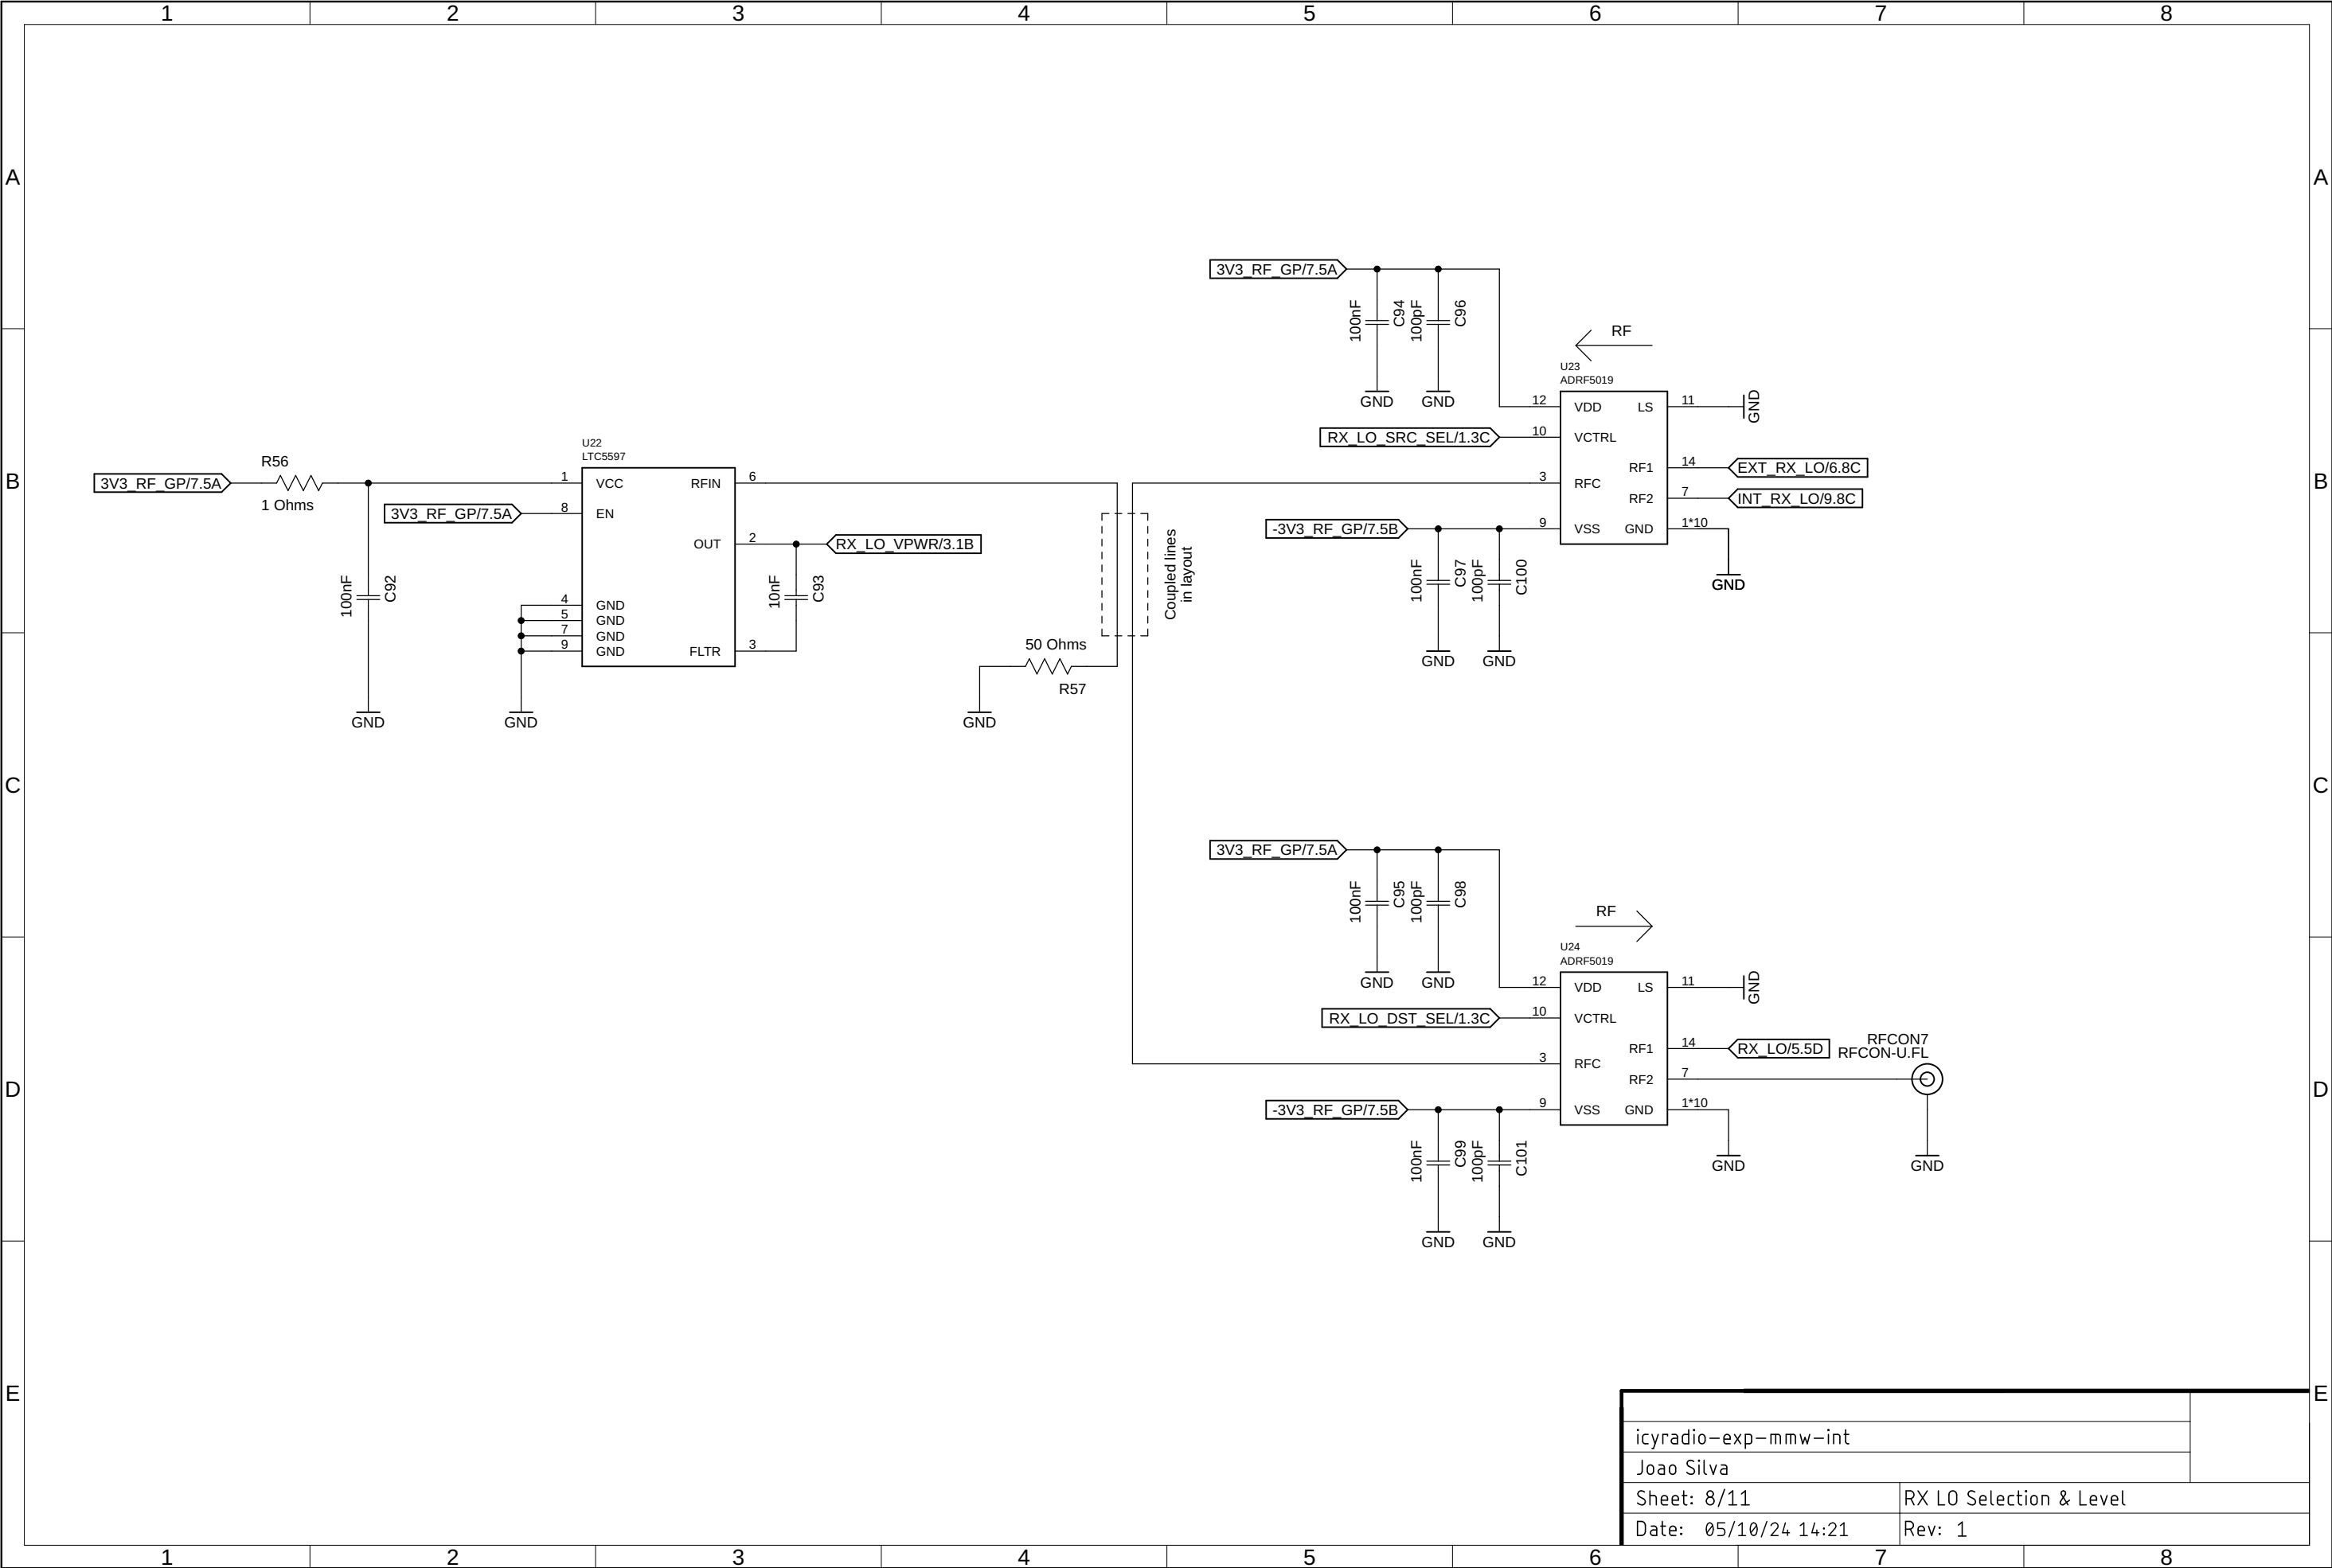 1 2 3 4 5 6 7 8
A A
3V3_RF_GP/7.5A
100nF
C94
100pF
C96
GND GND
RF
U23
ADRF5019
12 VDD LS 11 GND
RX_LO_SRC_SEL/1.3C 10 VCTRL
RF1 14 EXT_RX_LO/6.8C
3 RFC
RF2 7 INT_RX_LO/9.8C
-3V3_RF_GP/7.5B 9 VSS GND 1*10
100nF
C97
100pF
C100
GND
GND GND
B B
3V3_RF_GP/7.5A
R56
1 Ohms
100nF
C92
GND
3V3_RF_GP/7.5A
U22
LTC5597
1 VCC RFIN 6
8 EN
OUT 2 RX_LO_VPWR/3.1B
10nF
C93
4 GND
5 GND
7 GND
9 GND FLTR 3
GND
Coupled lines
in layout
50 Ohms
R57
GND
C C
3V3_RF_GP/7.5A
100nF
C95
100pF
C98
GND GND
RF
U24
ADRF5019
12 VDD LS 11 GND
RX_LO_DST_SEL/1.3C 10 VCTRL
RF1 14 RX_LO/5.5D
RFCON7
RFCON-U.FL
3 RFC
RF2 7
-3V3_RF_GP/7.5B 9 VSS GND 1*10
100nF
C99
100pF
C101
GND GND
GND GND
D D
E E
icyradio-exp-mmw-int
Joao Silva
Sheet: 8/11 RX LO Selection & Level
Date: 05/10/24 14:21 Rev: 1
1 2 3 4 5 6 7 8